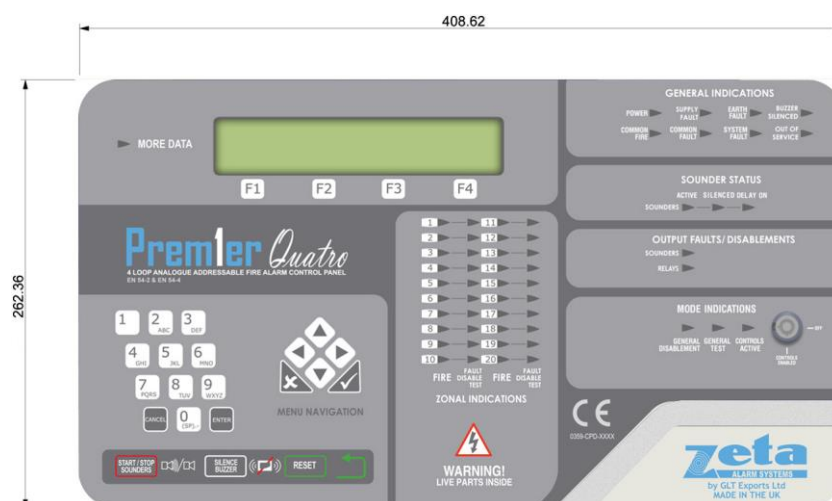 408.62
262.36
MORE DATA
F1 F2 F3 F4
Prem1er Quatro
4 LOOP ANALOGUE ADDRESSABLE FIRE ALARM CONTROL PANEL
EN 54-2 & EN 54-4
1 2 ABC 3 DEF
4 GHI 5 JKL 6 MNO
7 PQRS 8 TUV 9 WXYZ
CANCEL 0 (SP).- ENTER
MENU NAVIGATION
START / STOP SOUNDERS
SILENCE BUZZER
RESET
1 11
2 12
3 13
4 14
5 15
6 16
7 17
8 18
9 19
10 20
FIRE FAULT DISABLE TEST FIRE FAULT DISABLE TEST
ZONAL INDICATIONS
WARNING!
LIVE PARTS INSIDE
GENERAL INDICATIONS
POWER SUPPLY FAULT EARTH FAULT BUZZER SILENCED
COMMON FIRE COMMON FAULT SYSTEM FAULT OUT OF SERVICE
SOUNDER STATUS
ACTIVE SILENCED DELAY ON
SOUNDERS
OUTPUT FAULTS/ DISABLEMENTS
SOUNDERS
RELAYS
MODE INDICATIONS
GENERAL DISABLEMENT GENERAL TEST CONTROLS ACTIVE
OFF
CONTROLS ENABLED
CE
0359-CPD-XXXX
Zeta
ALARM SYSTEMS
by GLT Exports Ltd
MADE IN THE UK